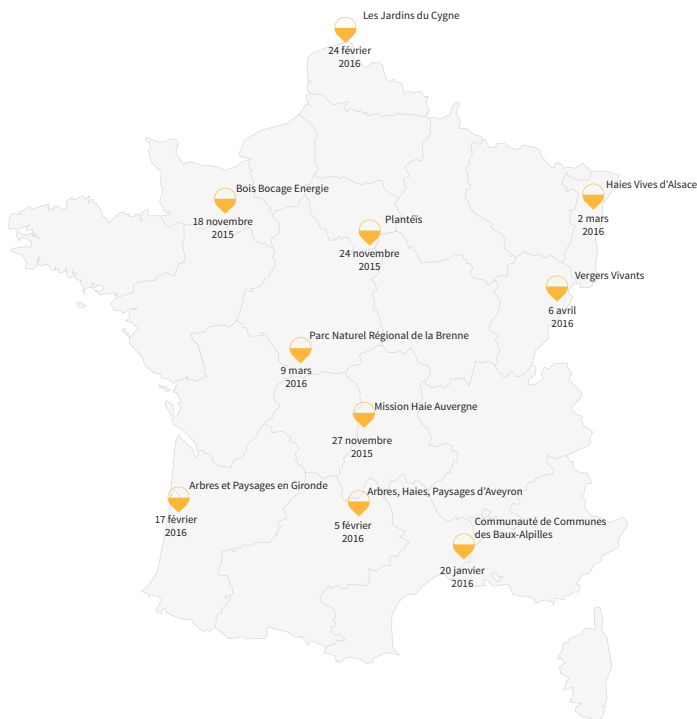 Les Jardins du Cygne
24 février
2016
Haies Vives d'Alsace
2 mars
2016
Bois Bocage Energie
18 novembre
2015
Plantéïs
24 novembre
2015
Vergers Vivants
6 avril
2016
Parc Naturel Régional de la Brenne
9 mars
2016
Mission Haie Auvergne
27 novembre
2015
Arbres et Paysages en Gironde
17 février
2016
Arbres, Haies, Paysages d'Aveyron
5 février
2016
Communauté de Communes
des Baux-Alpilles
20 janvier
2016